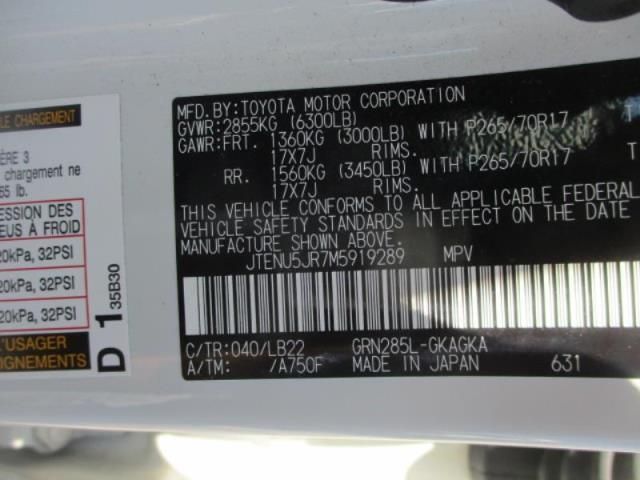 LE CHARGEMENT
ÈRE 3
chargement ne
65 lb.
ESSION DES
EUS À FROID
20kPa, 32PSI
20kPa, 32PSI
20kPa, 32PSI
L'USAGER
EIGNEMENTS
D 1 35B30
MFD.BY:TOYOTA MOTOR CORPORATION
GVWR:2855KG (6300LB)
GAWR:FRT. 1360KG (3000LB) WITH P265/70R17 T
17X7J RIMS.
RR. 1560KG (3450LB) WITH P265/70R17 T
17X7J RIMS.
THIS VEHICLE CONFORMS TO ALL APPLICABLE FEDERAL
VEHICLE SAFETY STANDARDS IN EFFECT ON THE DATE
MANUFACTURE SHOWN ABOVE.
JTENU5JR7M5919289 MPV
C/TR:040/LB22 GRN285L-GKAGKA
A/TM: /A750F MADE IN JAPAN 631